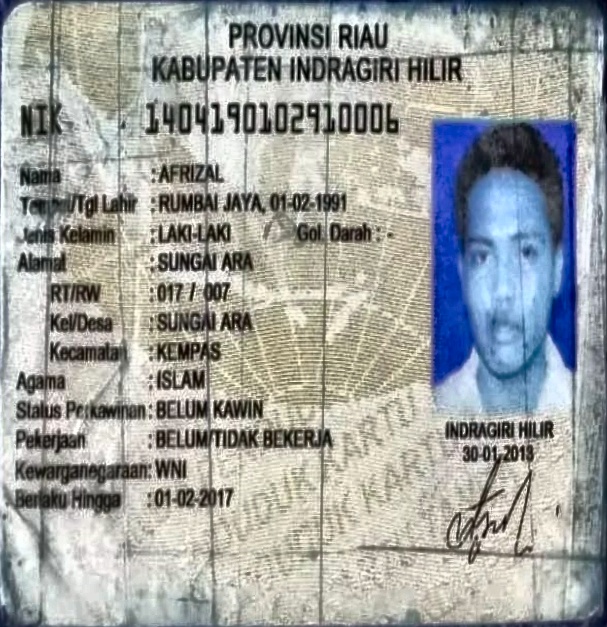 PROVINSI RIAU
KABUPATEN INDRAGIRI HILIR
NIK : 1404190102910006
Nama : AFRIZAL
Tempat/Tgl Lahir : RUMBAI JAYA, 01-02-1991
Jenis Kelamin : LAKI-LAKI Gol. Darah : -
Alamat : SUNGAI ARA
RT/RW : 017 / 007
Kel/Desa : SUNGAI ARA
Kecamatan : KEMPAS
Agama : ISLAM
Status Perkawinan: BELUM KAWIN
Pekerjaan : BELUM/TIDAK BEKERJA
Kewarganegaraan: WNI
Berlaku Hingga : 01-02-2017
INDRAGIRI HILIR
30-01-2013